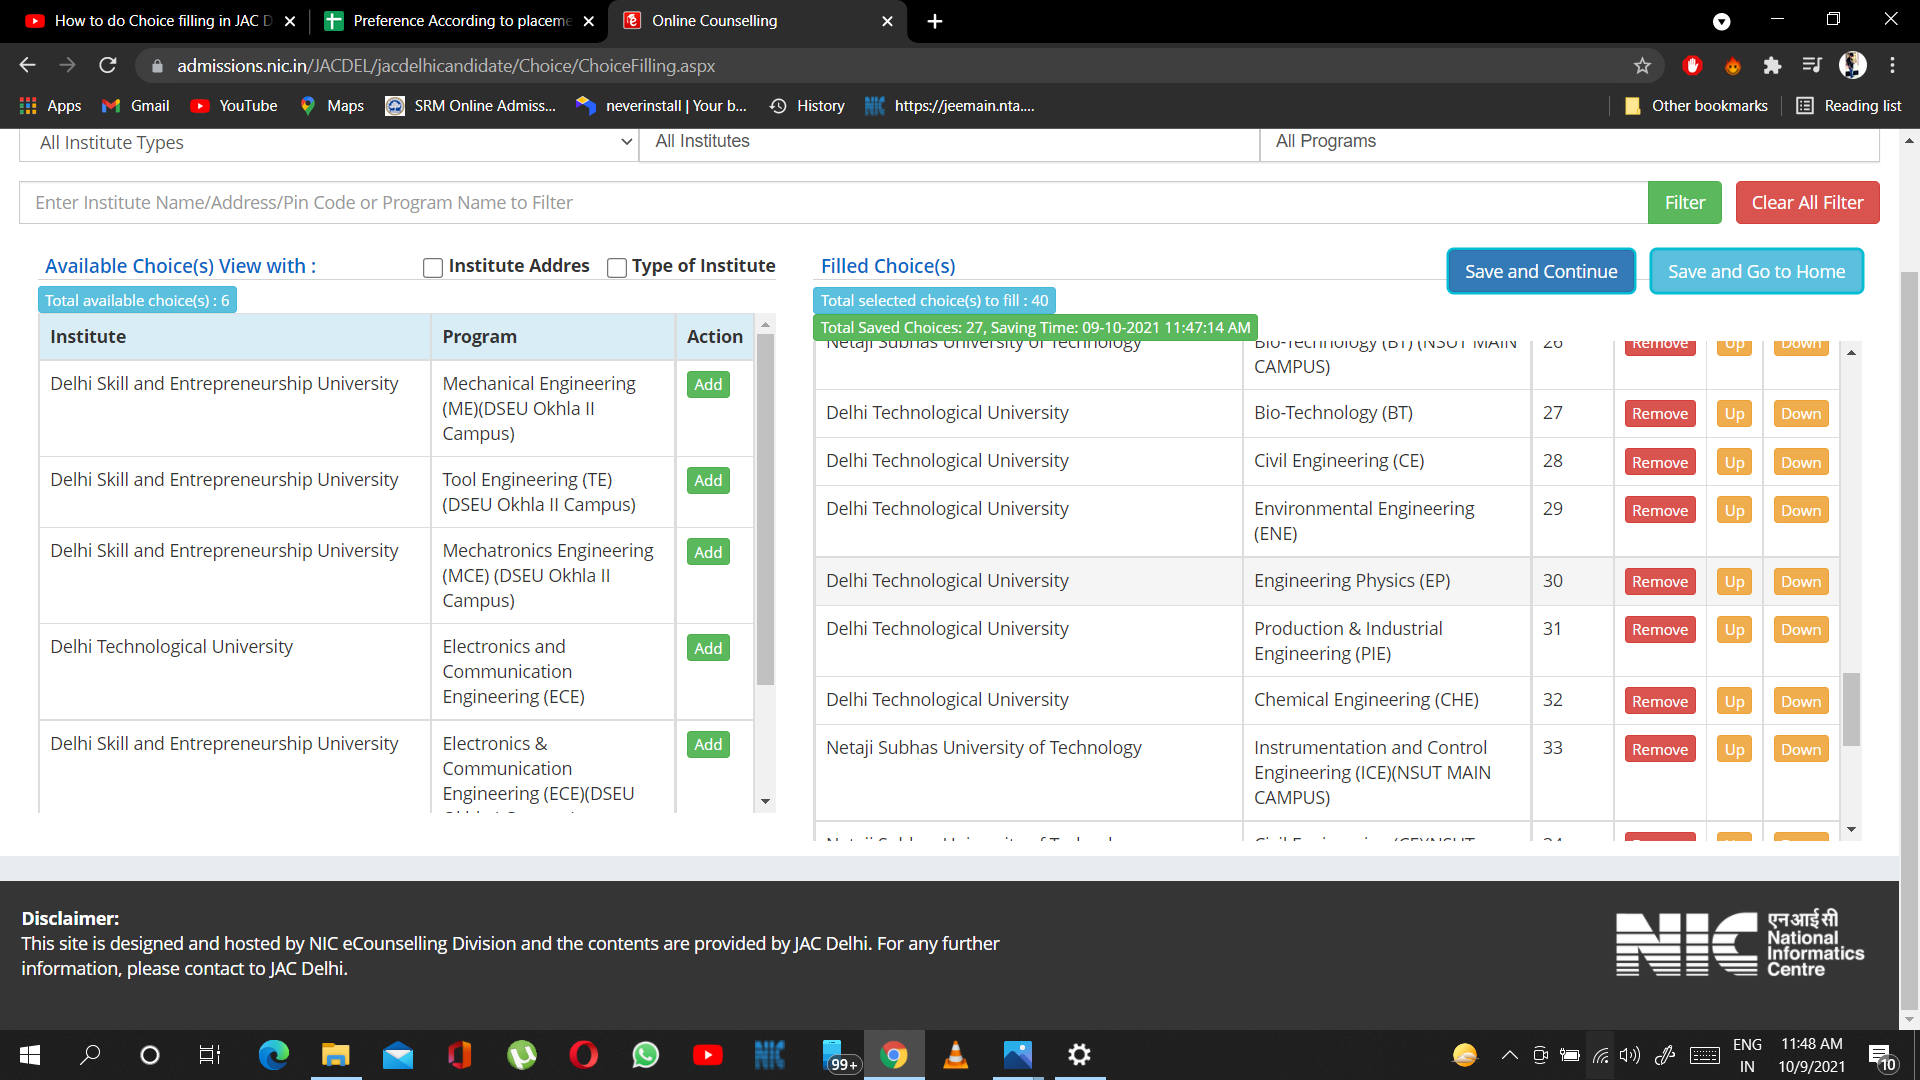 How to do Choice filling in JAC D
Preference According to placeme
Online Counselling
admissions.nic.in/JACDEL/jacdelhicandidate/Choice/ChoiceFilling.aspx
Apps
Gmail
YouTube
Maps
SRM Online Admiss...
neverinstall | Your b...
History
https://jeemain.nta....
Other bookmarks
Reading list
All Institute Types
All Institutes
All Programs
Enter Institute Name/Address/Pin Code or Program Name to Filter
Filter
Clear All Filter
Available Choice(s) View with :
Institute Addres
Type of Institute
Total available choice(s) : 6
Institute Program Action
Delhi Skill and Entrepreneurship University
Mechanical Engineering
(ME)(DSEU Okhla II
Campus)
Add
Delhi Skill and Entrepreneurship University
Tool Engineering (TE)
(DSEU Okhla II Campus)
Add
Delhi Skill and Entrepreneurship University
Mechatronics Engineering
(MCE) (DSEU Okhla II
Campus)
Add
Delhi Technological University
Electronics and
Communication
Engineering (ECE)
Add
Delhi Skill and Entrepreneurship University
Electronics &
Communication
Engineering (ECE)(DSEU
Add
Filled Choice(s)
Save and Continue
Save and Go to Home
Total selected choice(s) to fill : 40
Total Saved Choices: 27, Saving Time: 09-10-2021 11:47:14 AM
Netaji Subhas University of Technology
Bio-Technology (BT) (NSUT MAIN
CAMPUS)
26
Remove Up Down
Delhi Technological University
Bio-Technology (BT)
27
Remove Up Down
Delhi Technological University
Civil Engineering (CE)
28
Remove Up Down
Delhi Technological University
Environmental Engineering
(ENE)
29
Remove Up Down
Delhi Technological University
Engineering Physics (EP)
30
Remove Up Down
Delhi Technological University
Production & Industrial
Engineering (PIE)
31
Remove Up Down
Delhi Technological University
Chemical Engineering (CHE)
32
Remove Up Down
Netaji Subhas University of Technology
Instrumentation and Control
Engineering (ICE)(NSUT MAIN
CAMPUS)
33
Remove Up Down
Disclaimer:
This site is designed and hosted by NIC eCounselling Division and the contents are provided by JAC Delhi. For any further
information, please contact to JAC Delhi.
NIC
एनआईसी
National
Informatics
Centre
NIC
99+
ENG
IN
11:48 AM
10/9/2021
10